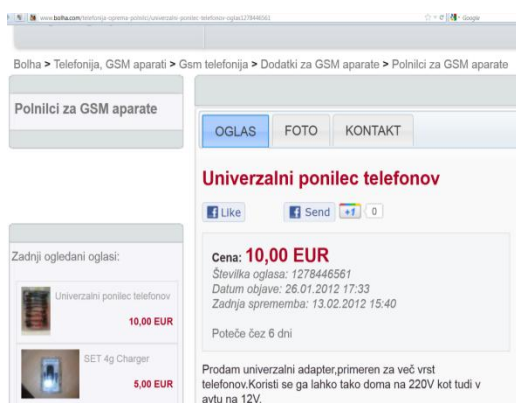 www.bolha.com/telefonija-oprema-polnilci/univerzalni-ponilec-telefonov-oglas1278446561
Google
Bolha > Telefonija, GSM aparati > Gsm telefonija > Dodatki za GSM aparate > Polnilci za GSM aparate
Polnilci za GSM aparate
OGLAS FOTO KONTAKT
Univerzalni ponilec telefonov
Like Send +1 0
Cena: 10,00 EUR
Številka oglasa: 1278446561
Datum objave: 26.01.2012 17:33
Zadnja sprememba: 13.02.2012 15:40
Poteče čez 6 dni
Zadnji ogledani oglasi:
Univerzalni ponilec telefonov
10,00 EUR
SET 4g Charger
5,00 EUR
Prodam univerzalni adapter,primeren za več vrst
telefonov.Koristi se ga lahko tako doma na 220V kot tudi v
avtu na 12V.